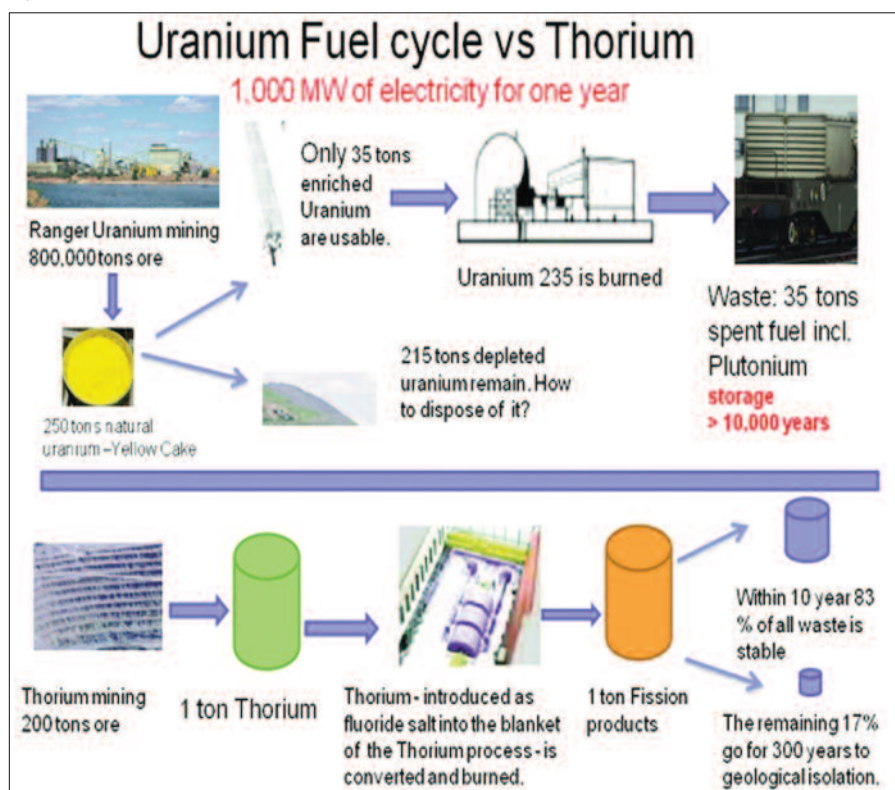 Uranium Fuel cycle vs Thorium
1,000 MW of electricity for one year
Ranger Uranium mining
800,000 tons ore
250 tons natural
uranium –Yellow Cake
Only 35 tons
enriched
Uranium
are usable.
215 tons depleted
uranium remain. How
to dispose of it?
Uranium 235 is burned
Waste: 35 tons
spent fuel incl.
Plutonium
storage
> 10,000 years
Thorium mining
200 tons ore
1 ton Thorium
Thorium - introduced as
fluoride salt into the blanket
of the Thorium process - is
converted and burned.
1 ton Fission
products
Within 10 year 83
% of all waste is
stable
The remaining 17%
go for 300 years to
geological isolation.